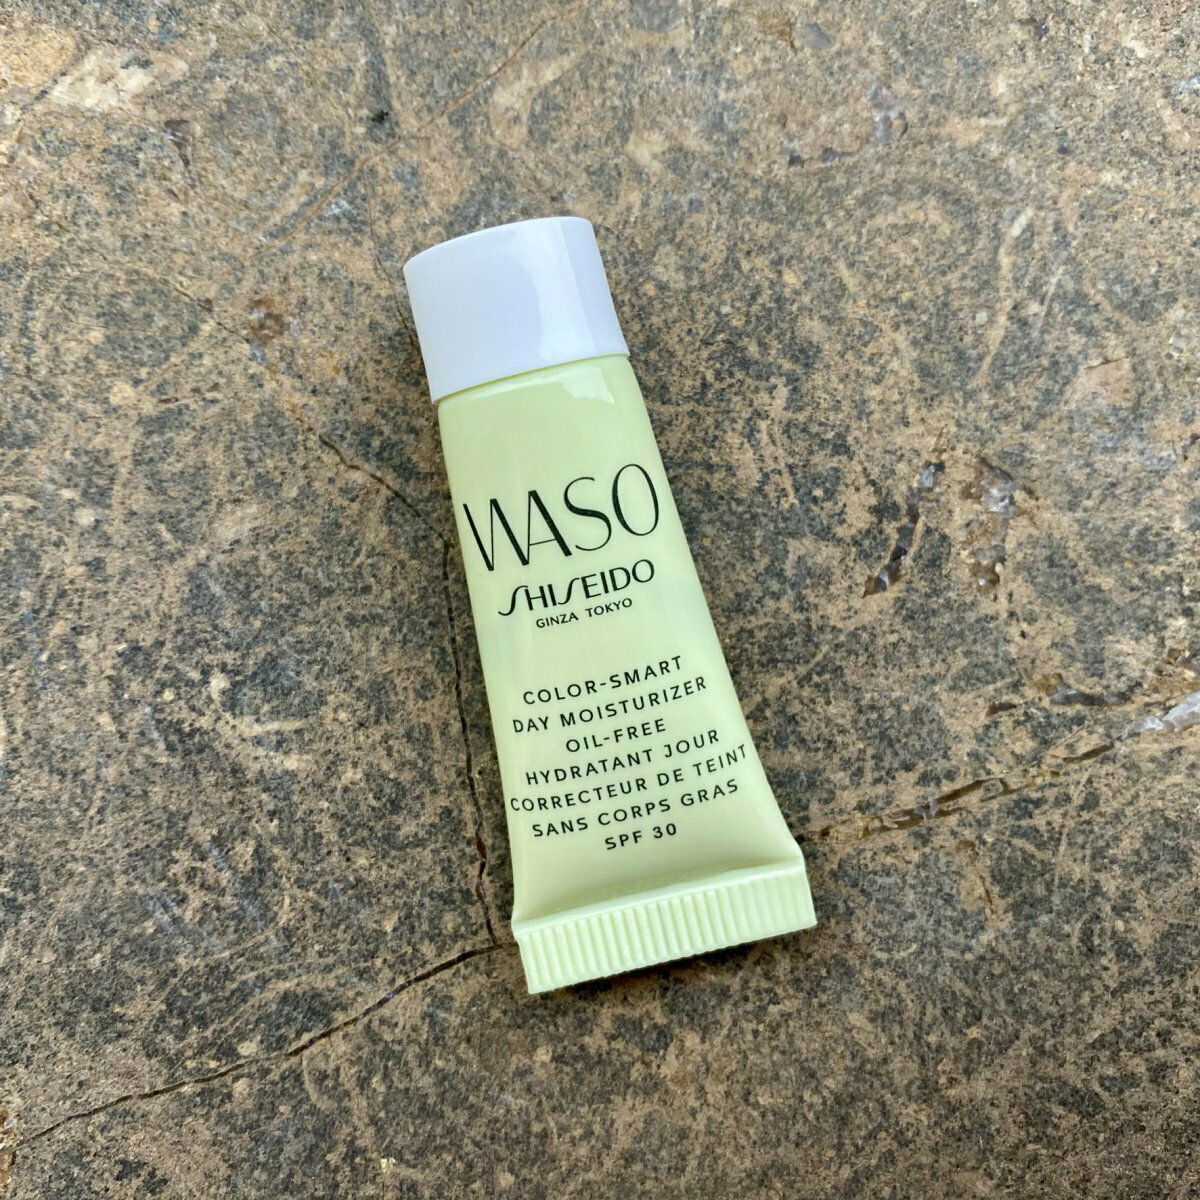 WASO
SHISEIDO
GINZA TOKYO
COLOR-SMART
DAY MOISTURIZER
OIL-FREE
HYDRATANT JOUR
CORRECTEUR DE TEINT
SANS CORPS GRAS
SPF 30